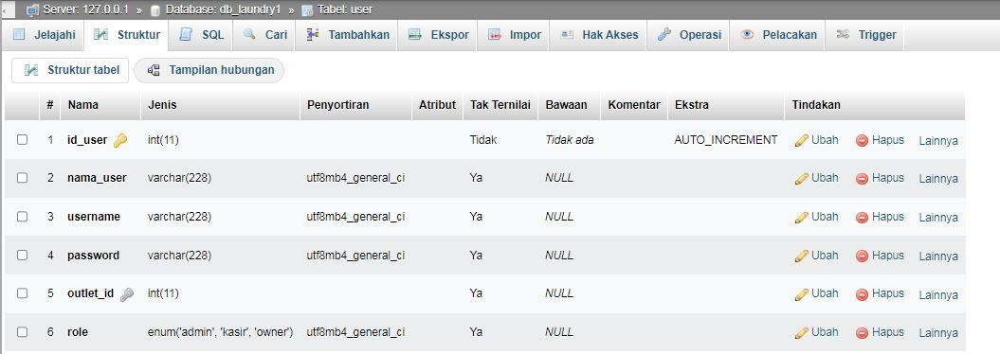 Server: 127.0.0.1 » Database: db_laundry1 » Tabel: user
Jelajahi Struktur SQL Cari Tambahkan Ekspor Impor Hak Akses Operasi Pelacakan Trigger
Struktur tabel Tampilan hubungan
# Nama Jenis Penyortiran Atribut Tak Ternilai Bawaan Komentar Ekstra Tindakan
1 id_user int(11) Tidak Tidak ada AUTO_INCREMENT Ubah Hapus Lainnya
2 nama_user varchar(228) utf8mb4_general_ci Ya NULL Ubah Hapus Lainnya
3 username varchar(228) utf8mb4_general_ci Ya NULL Ubah Hapus Lainnya
4 password varchar(228) utf8mb4_general_ci Ya NULL Ubah Hapus Lainnya
5 outlet_id int(11) Ya NULL Ubah Hapus Lainnya
6 role enum('admin', 'kasir', 'owner') utf8mb4_general_ci Ya NULL Ubah Hapus Lainnya